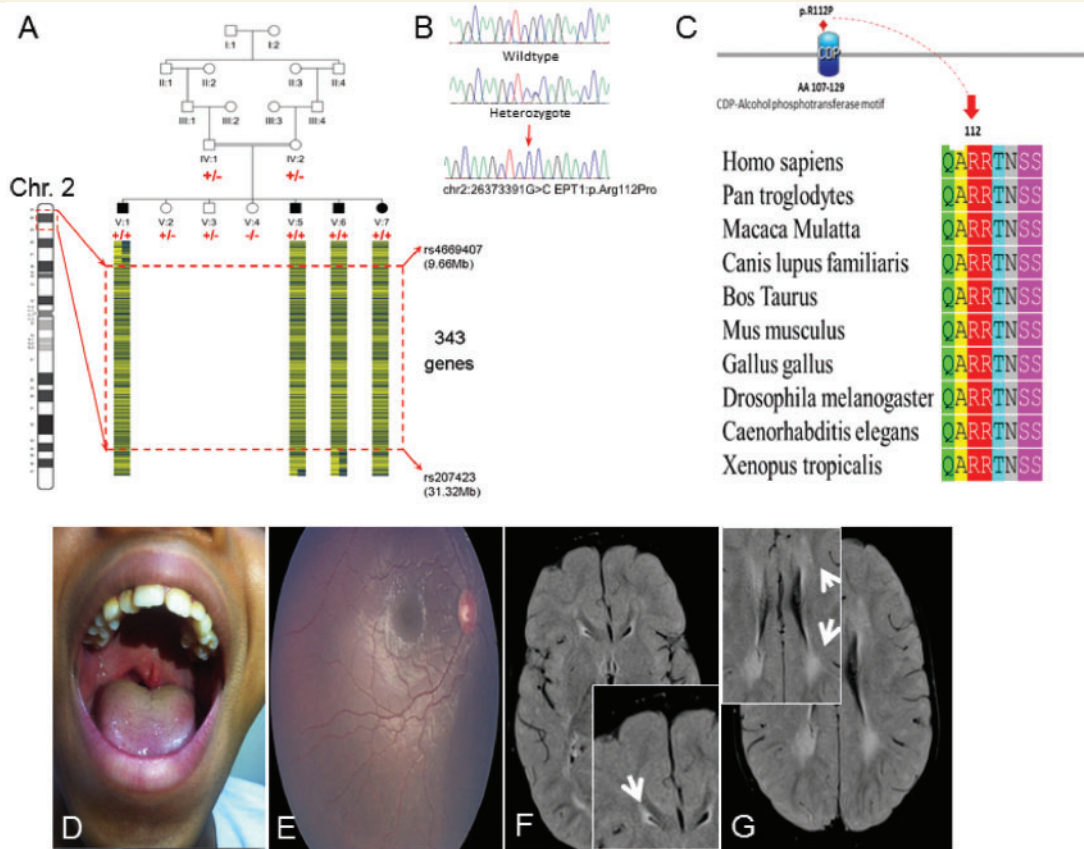 A
I:1 I:2
II:1 II:2 II:3 II:4
III:1 III:2 III:3 III:4
IV:1 IV:2
+/- +/-
Chr. 2
V:1 V:2 V:3 V:4 V:5 V:6 V:7
+/+ +/- +/- -/- +/+ +/+ +/+
rs4669407
(9.66Mb)
343
genes
rs207423
(31.32Mb)
B
Wildtype
Heterozygote
chr2:26373391G>C EPT1:p.Arg112Pro
C
p.R112P
CDP
AA 107-129
CDP-Alcohol phosphotransferase motif
112
Homo sapiens QARRTNSS
Pan troglodytes QARRTNSS
Macaca Mulatta QARRTNSS
Canis lupus familiaris QARRTNSS
Bos Taurus QARRTNSS
Mus musculus QARRTNSS
Gallus gallus QARRTNSS
Drosophila melanogaster QARRTNSS
Caenorhabditis elegans QARRTNSS
Xenopus tropicalis QARRTNSS
D
E
F
G